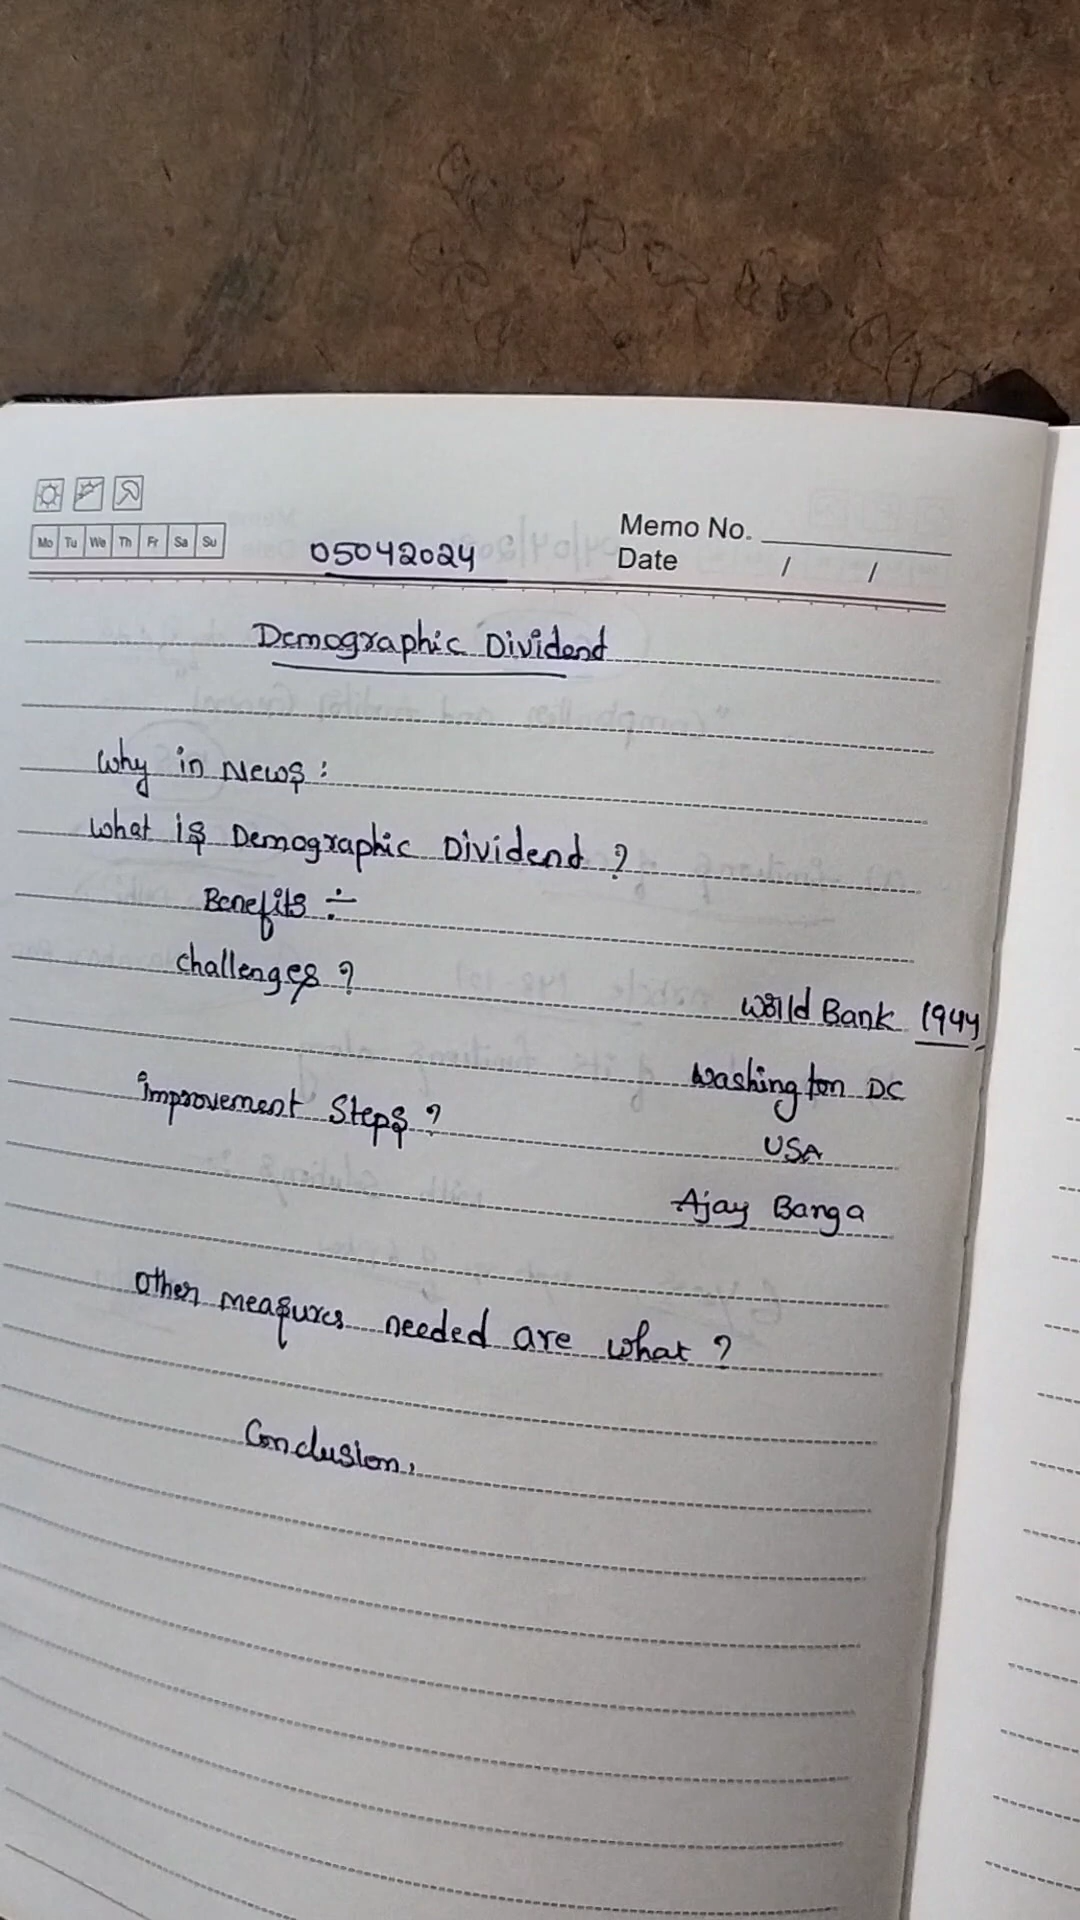 Mo Tu We Th Fr Sa Su
Memo No.
Date / /
05042024
Demographic Dividend
Why in News:
What is Demographic Dividend ?
Benefits ÷
Challenges ?
World Bank 1944
Washington DC
USA
Improvement Steps ?
Ajay Banga
Other measures needed are what ?
Conclusion,